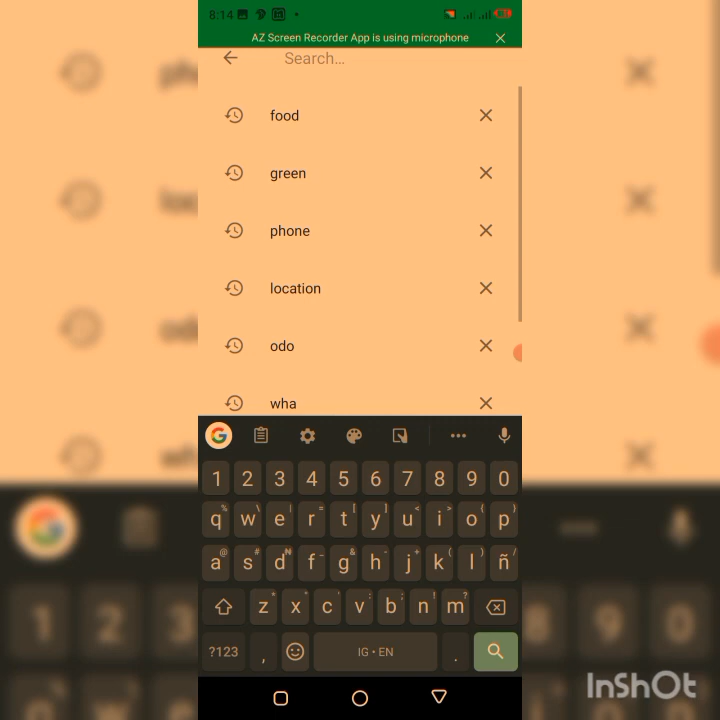 8:14
AZ Screen Recorder App is using microphone
Search...
food
green
phone
location
odo
wha
1 2 3 4 5 6 7 8 9 0
q w e r t y u i o p
a s d f g h j k l ñ
z x c v b n m
?123 , IG • EN .
InShOt